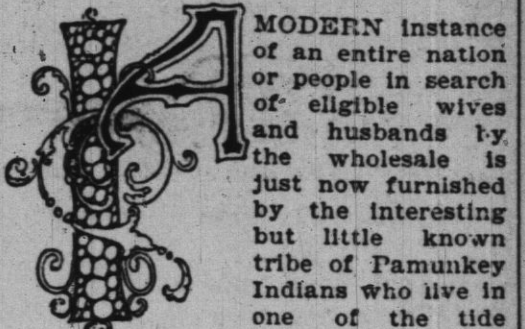 A MODERN instance
of an entire nation
or people in search
of eligible wives
and husbands by
the wholesale is
just now furnished
by the interesting
but little known
tribe of Pamunkey
Indians who live in
one of the tide